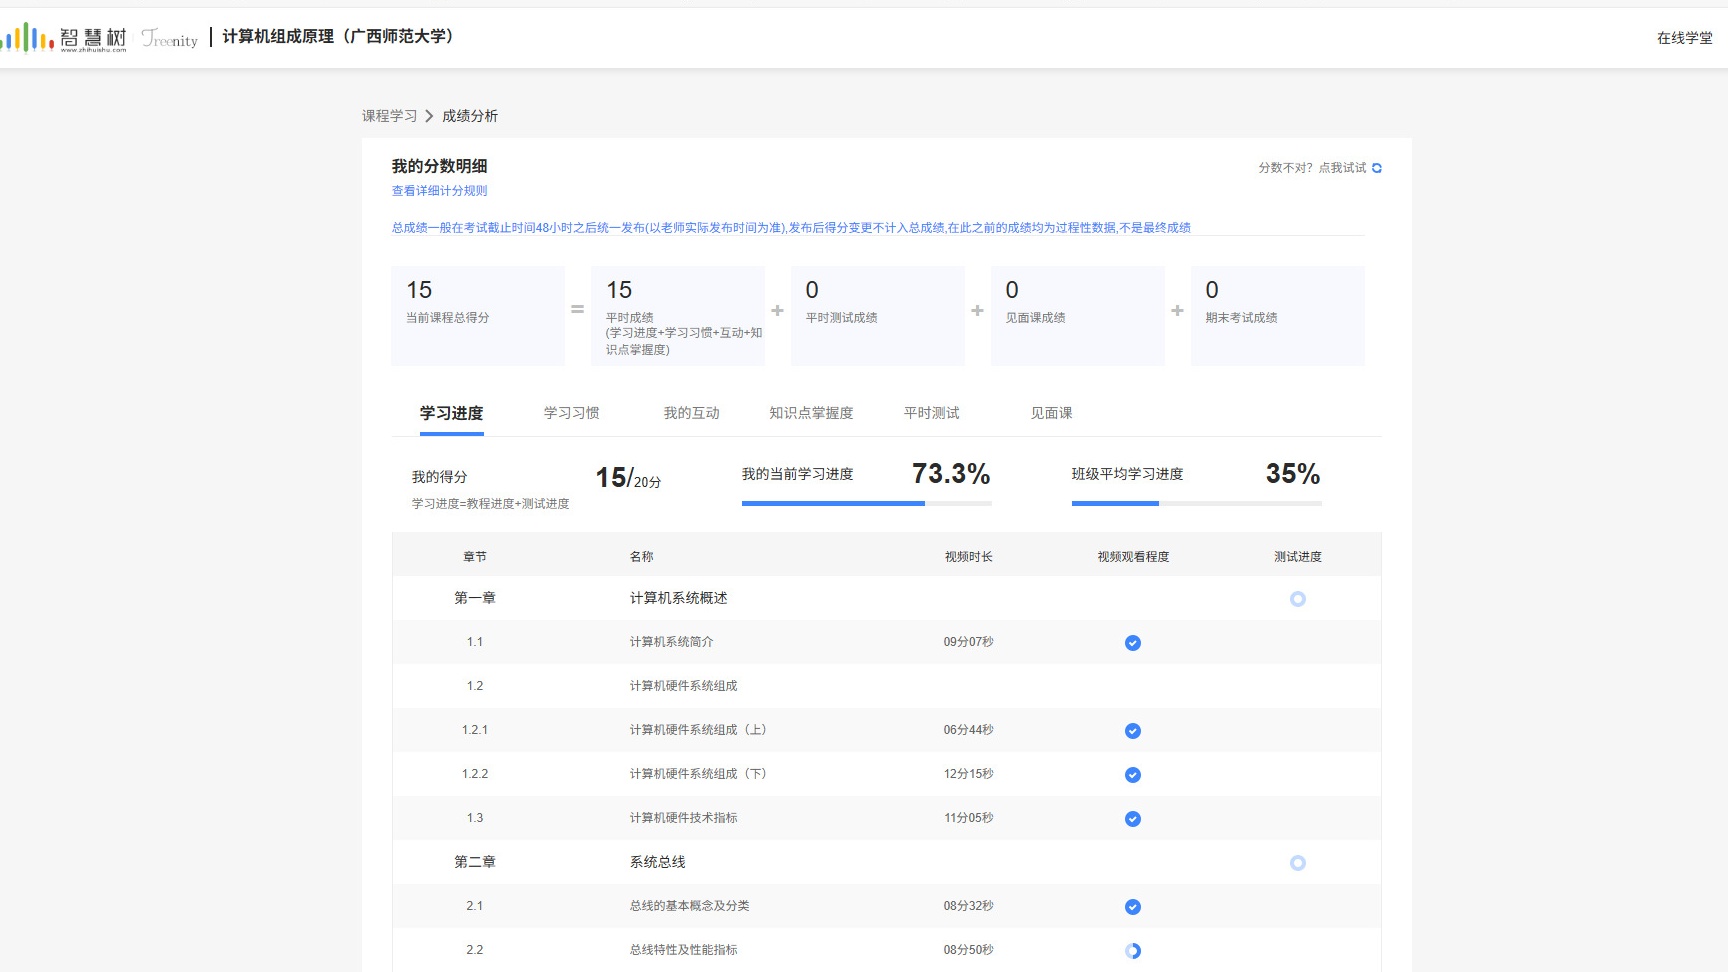 智慧树
www.zhihuishu.com
Treenity
计算机组成原理（广西师范大学）
在线学堂
课程学习
成绩分析
我的分数明细
分数不对？点我试试
查看详细计分规则
总成绩一般在考试截止时间48小时之后统一发布(以老师实际发布时间为准),发布后得分变更不计入总成绩,在此之前的成绩均为过程性数据,不是最终成绩
15
当前课程总得分
=
15
平时成绩
(学习进度+学习习惯+互动+知
识点掌握度)
+
0
平时测试成绩
+
0
见面课成绩
+
0
期末考试成绩
学习进度
学习习惯
我的互动
知识点掌握度
平时测试
见面课
我的得分
15/20分
学习进度=教程进度+测试进度
我的当前学习进度
73.3%
班级平均学习进度
35%
章节 名称 视频时长 视频观看程度 测试进度
第一章 计算机系统概述
1.1 计算机系统简介 09分07秒
1.2 计算机硬件系统组成
1.2.1 计算机硬件系统组成（上） 06分44秒
1.2.2 计算机硬件系统组成（下） 12分15秒
1.3 计算机硬件技术指标 11分05秒
第二章 系统总线
2.1 总线的基本概念及分类 08分32秒
2.2 总线特性及性能指标 08分50秒